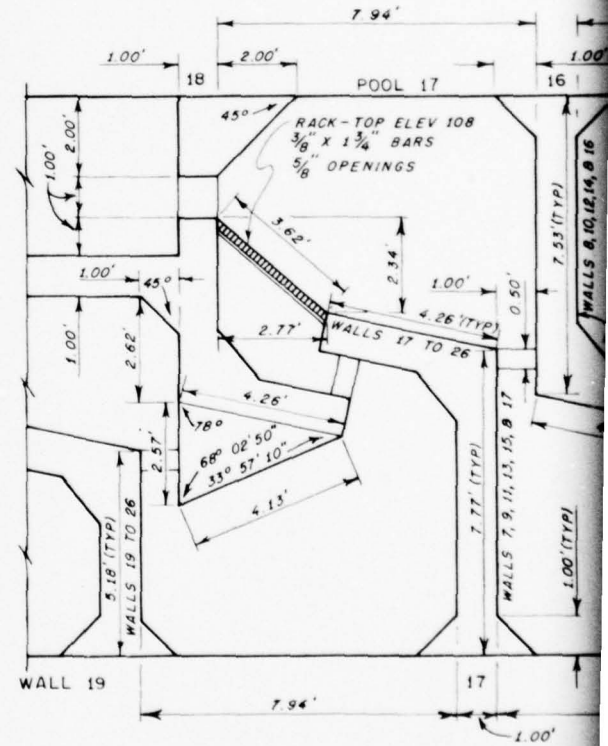 7.94'
1.00'
18
2.00'
POOL 17
16
1.00'
45°
RACK-TOP ELEV 108
3/8" X 1 3/4" BARS
5/8" OPENINGS
2.00'
1.00'
3.62'
2.34'
7.53' (TYP)
WALLS 8, 10, 12, 14, & 16
1.00'
45°
1.00'
0.50'
4.26' (TYP)
WALLS 17 TO 26
2.77'
1.00'
2.62'
4.26'
78°
2.57'
68° 02' 50"
33° 57' 10"
4.13'
5.18' (TYP)
WALLS 19 TO 26
7.77' (TYP)
WALLS 7, 9, 11, 13, 15, & 17
1.00' (TYP)
WALL 19
17
7.94'
1.00'